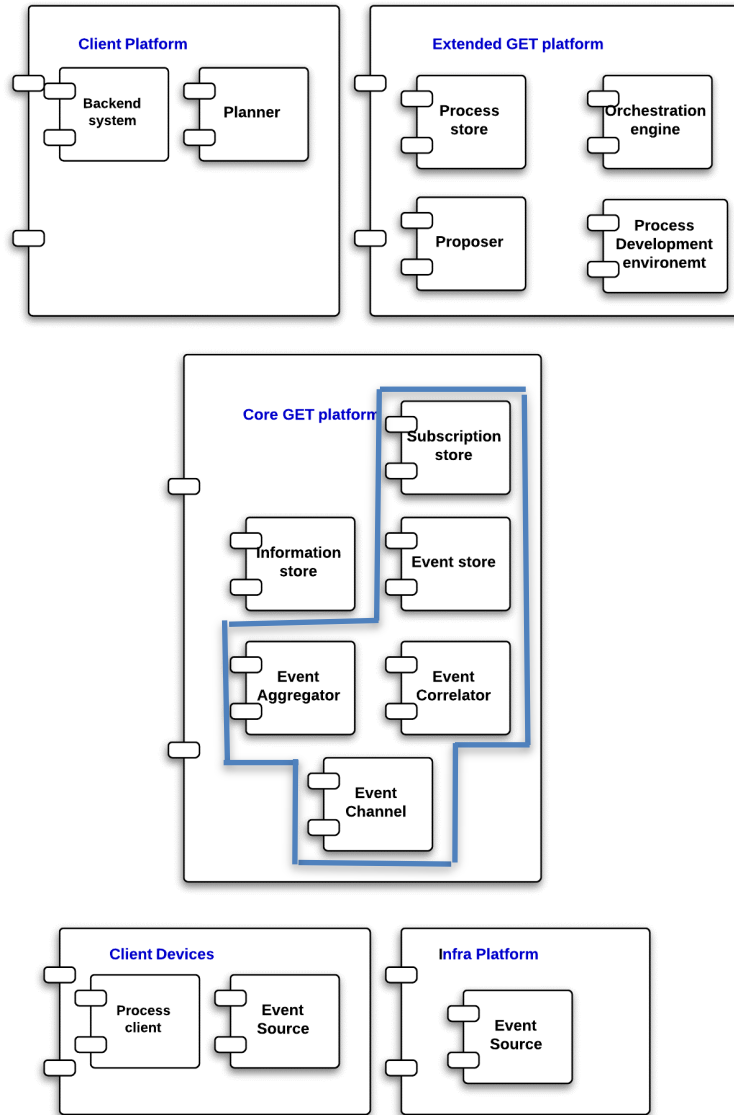 Client Platform
Backend
system
Planner
Extended GET platform
Process
store
Orchestration
engine
Proposer
Process
Development
environemt
Core GET platform
Subscription
store
Information
store
Event store
Event
Aggregator
Event
Correlator
Event
Channel
Client Devices
Process
client
Event
Source
Infra Platform
Event
Source